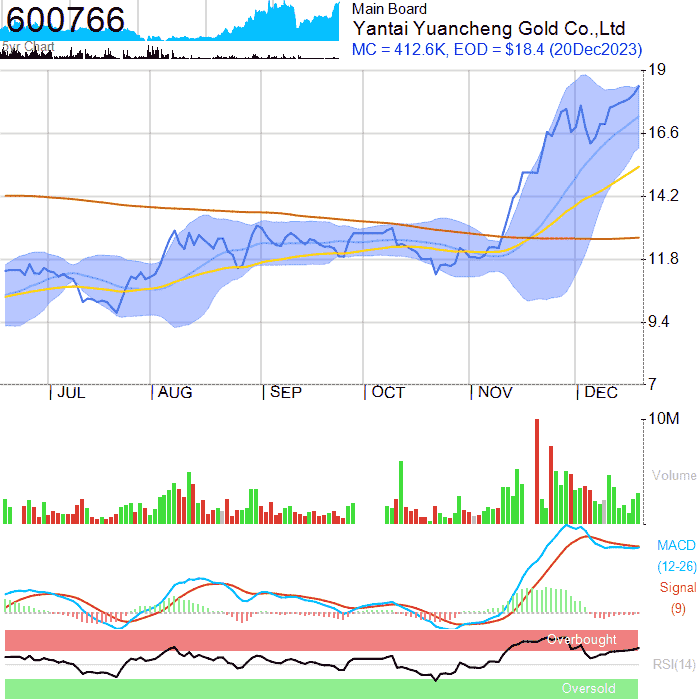 600766
5yr Chart
Main Board
Yantai Yuancheng Gold Co.,Ltd
MC = 412.6K, EOD = $18.4 (20Dec2023)
19
16.6
14.2
11.8
9.4
7
JUL
AUG
SEP
OCT
NOV
DEC
10M
Volume
MACD
(12-26)
Signal
(9)
Overbought
RSI(14)
Oversold